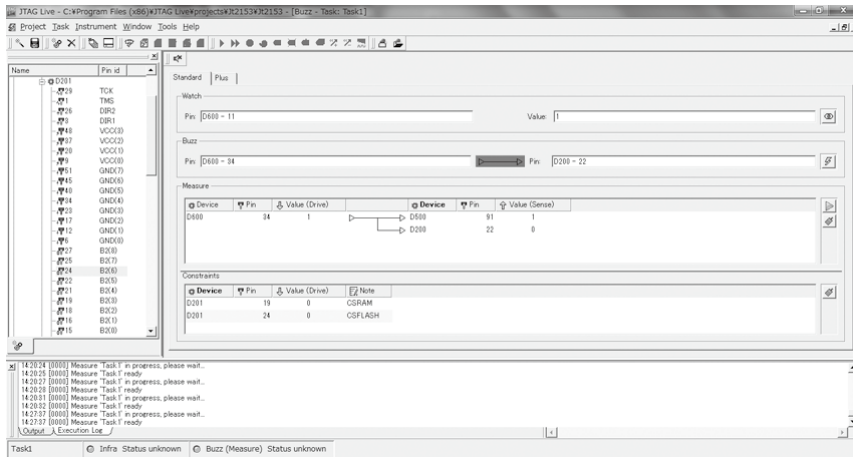 JTAG Live - C:¥Program Files (x86)¥JTAG Live¥projects¥Jt2153¥Jt2153 - [Buzz - Task: Task1]
Project Task Instrument Window Tools Help
Name Pin id
D201
29 TCK
1 TMS
26 DIR2
3 DIR1
48 VCC(3)
37 VCC(2)
20 VCC(1)
9 VCC(0)
51 GND(7)
45 GND(6)
40 GND(5)
34 GND(4)
23 GND(3)
17 GND(2)
12 GND(1)
6 GND(0)
27 B2(8)
25 B2(7)
24 B2(6)
22 B2(5)
21 B2(4)
19 B2(3)
18 B2(2)
16 B2(1)
15 B2(0)
Standard Plus
Watch
Pin: D600 - 11 Value: 1
Buzz
Pin: D600 - 34 Pin: D200 - 22
Measure
Device Pin Value (Drive) Device Pin Value (Sense)
D600 34 1 D500 91 1
D200 22 0
Constraints
Device Pin Value (Drive) Note
D201 19 0 CSRAM
D201 24 0 CSFLASH
14:20:24 [0000] Measure 'Task1' in progress, please wait...
14:20:25 [0000] Measure 'Task1' ready
14:20:27 [0000] Measure 'Task1' in progress, please wait...
14:20:28 [0000] Measure 'Task1' ready
14:20:31 [0000] Measure 'Task1' in progress, please wait...
14:20:32 [0000] Measure 'Task1' ready
14:27:37 [0000] Measure 'Task1' in progress, please wait...
14:27:37 [0000] Measure 'Task1' ready
Output Execution Log
Task1 Infra Status unknown Buzz (Measure) Status unknown